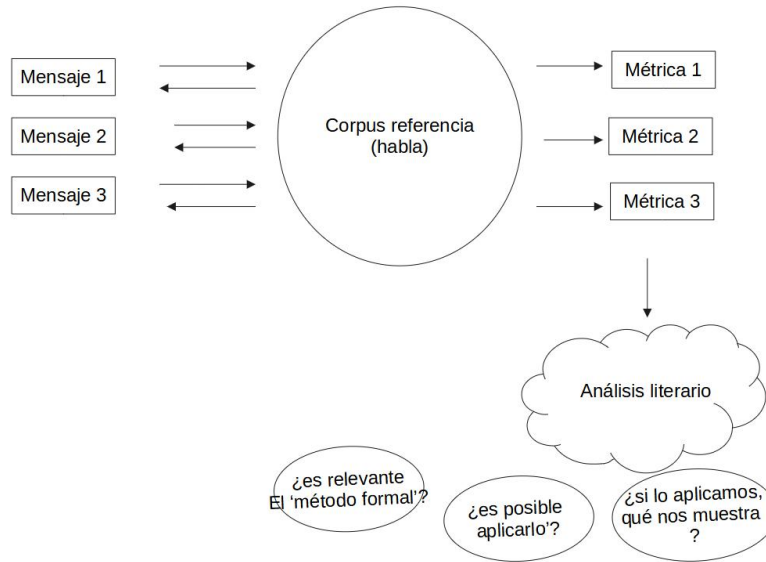 Mensaje 1
Mensaje 2
Mensaje 3
Corpus referencia
(habla)
Métrica 1
Métrica 2
Métrica 3
Análisis literario
¿es relevante
El ‘método formal’?
¿es posible
aplicarlo’?
¿si lo aplicamos,
qué nos muestra
?